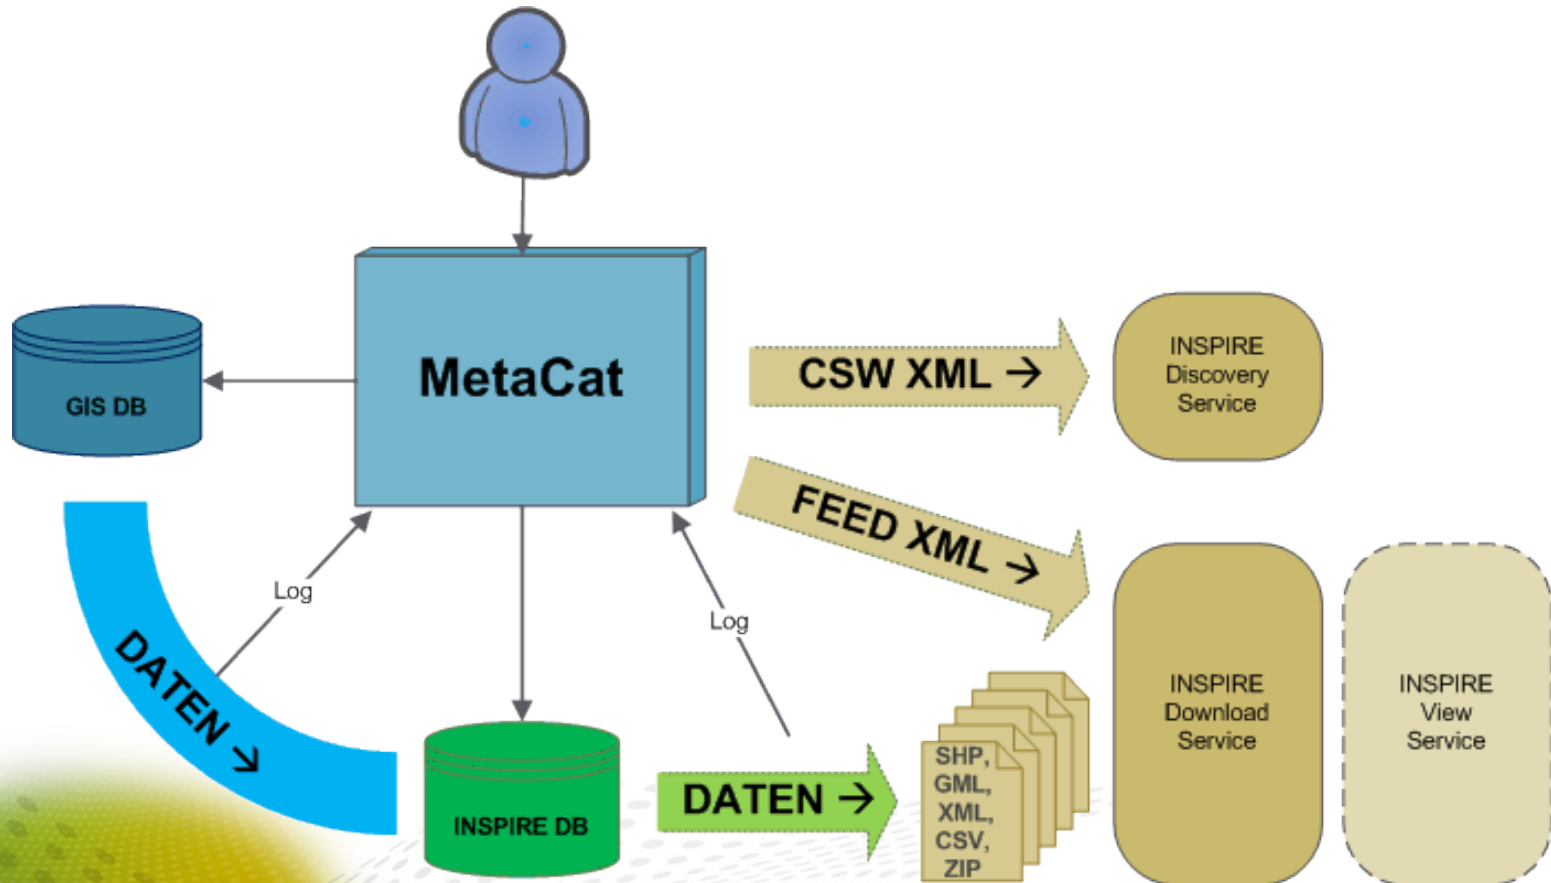 MetaCat
GIS DB
CSW XML →
INSPIRE
Discovery
Service
FEED XML →
Log
Log
DATEN →
INSPIRE DB
DATEN →
SHP,
GML,
XML,
CSV,
ZIP
INSPIRE
Download
Service
INSPIRE
View
Service